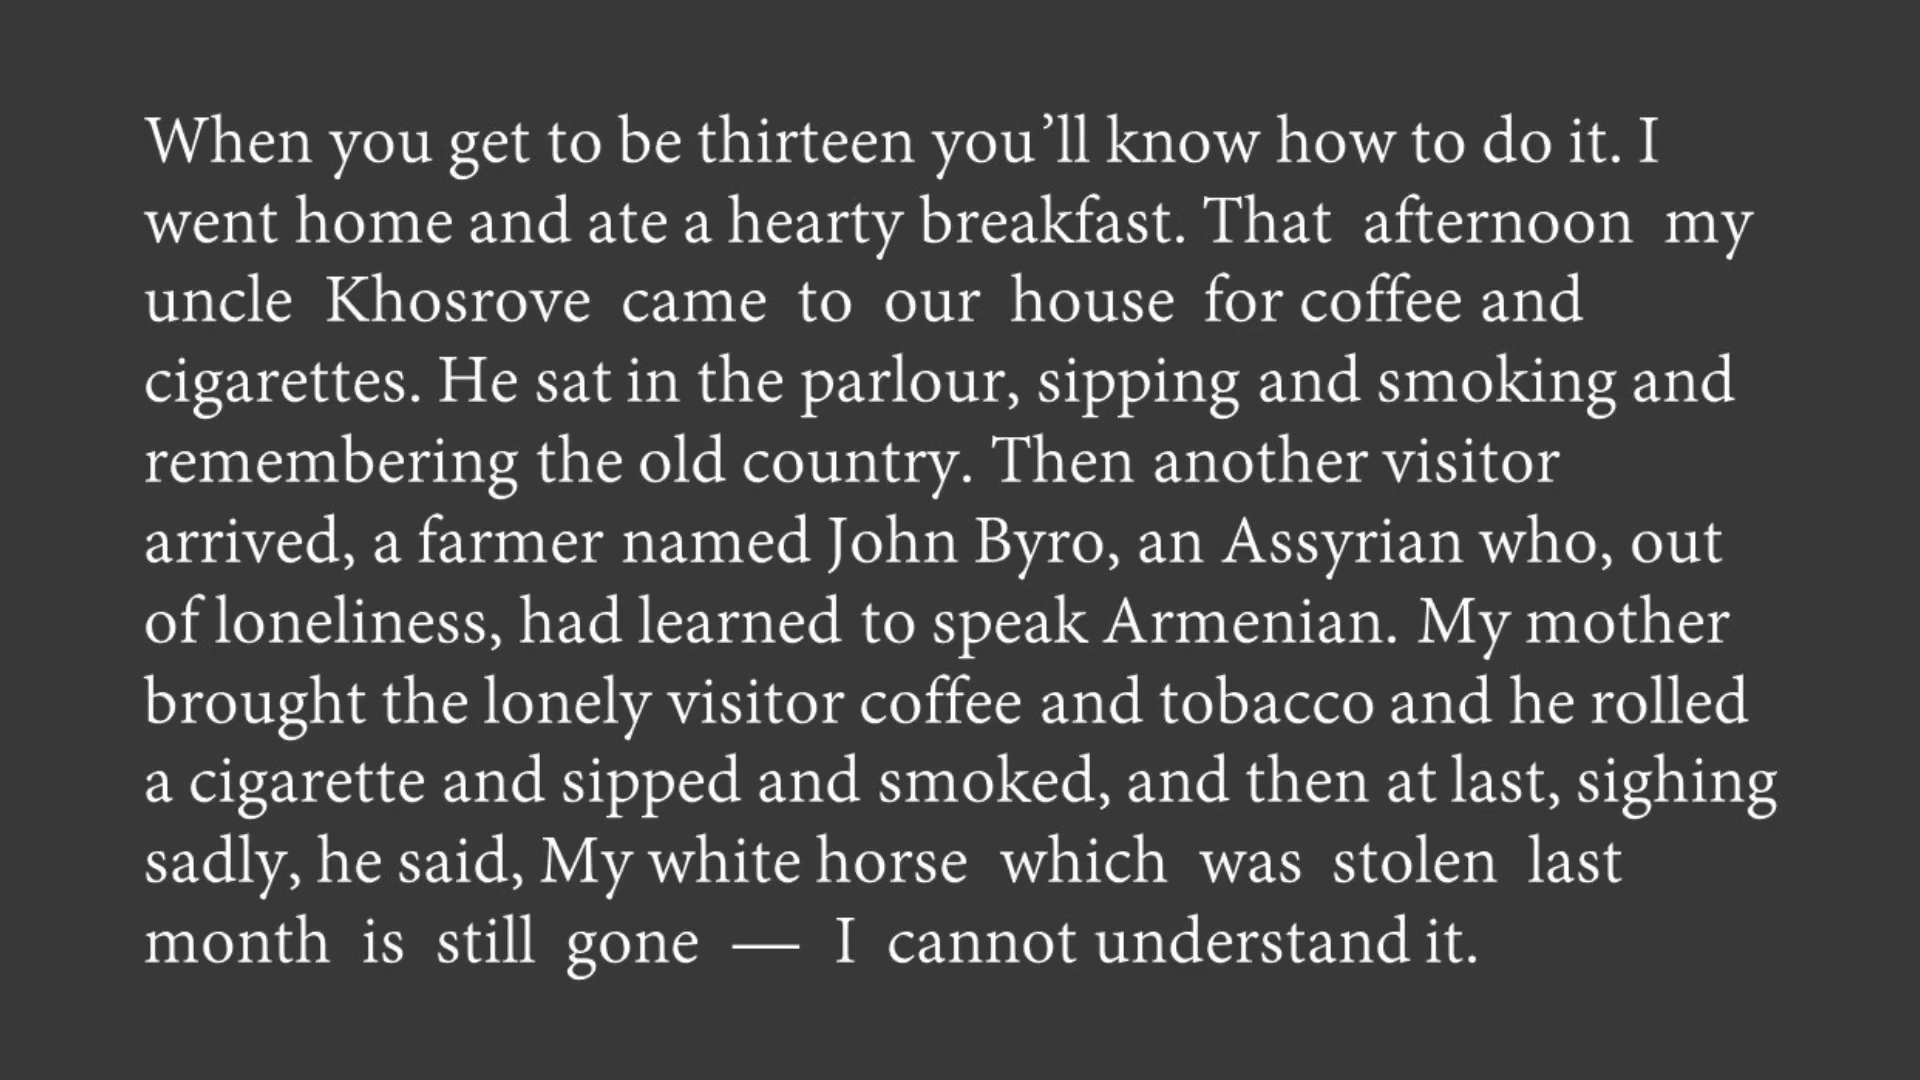 When you get to be thirteen you’ll know how to do it. I
went home and ate a hearty breakfast. That afternoon my
uncle Khosrove came to our house for coffee and
cigarettes. He sat in the parlour, sipping and smoking and
remembering the old country. Then another visitor
arrived, a farmer named John Byro, an Assyrian who, out
of loneliness, had learned to speak Armenian. My mother
brought the lonely visitor coffee and tobacco and he rolled
a cigarette and sipped and smoked, and then at last, sighing
sadly, he said, My white horse which was stolen last
month is still gone — I cannot understand it.